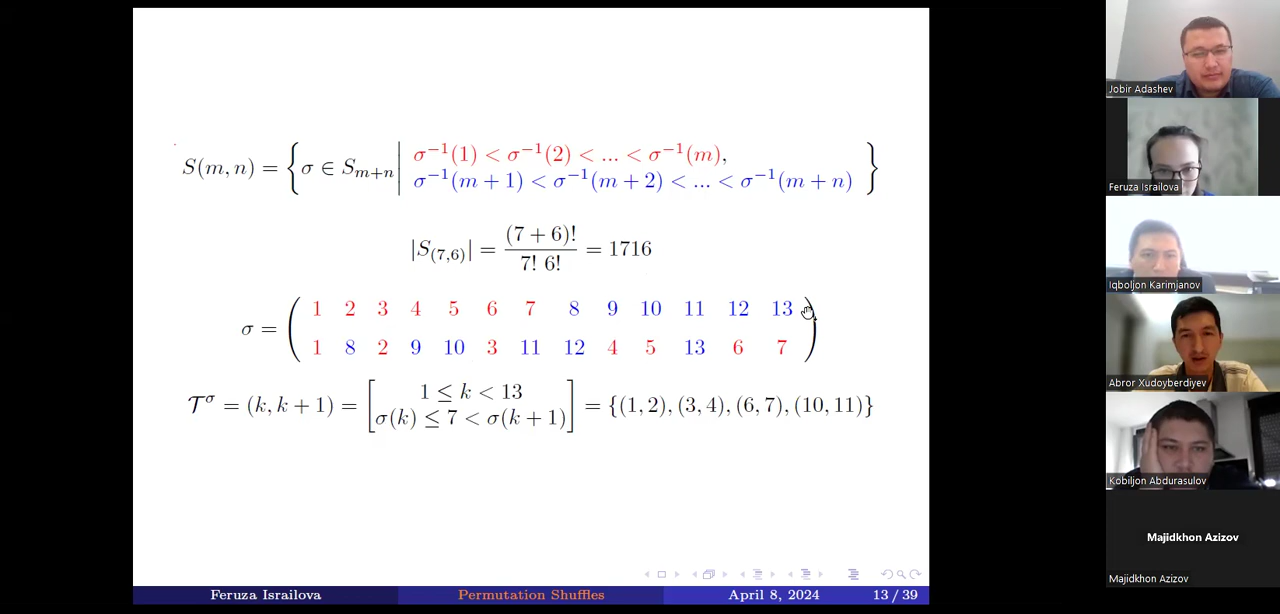 S(m, n) = { σ ∈ S_{m+n} | σ^{-1}(1) < σ^{-1}(2) < ... < σ^{-1}(m),
σ^{-1}(m + 1) < σ^{-1}(m + 2) < ... < σ^{-1}(m + n) }
|S_{(7,6)}| = (7 + 6)! / 7! 6! = 1716
σ = ( 1 2 3 4 5 6 7 8 9 10 11 12 13
1 8 2 9 10 3 11 12 4 5 13 6 7 )
𝒯^σ = (k, k + 1) = [ 1 ≤ k < 13
σ(k) ≤ 7 < σ(k + 1) ] = {(1, 2), (3, 4), (6, 7), (10, 11)}
Feruza Israilova Permutation Shuffles April 8, 2024 13 / 39
Jobir Adashev
Feruza Israilova
Iqboljon Karimjanov
Abror Xudoyberdiyev
Kobiljon Abdurasulov
Majidkhon Azizov
Majidkhon Azizov